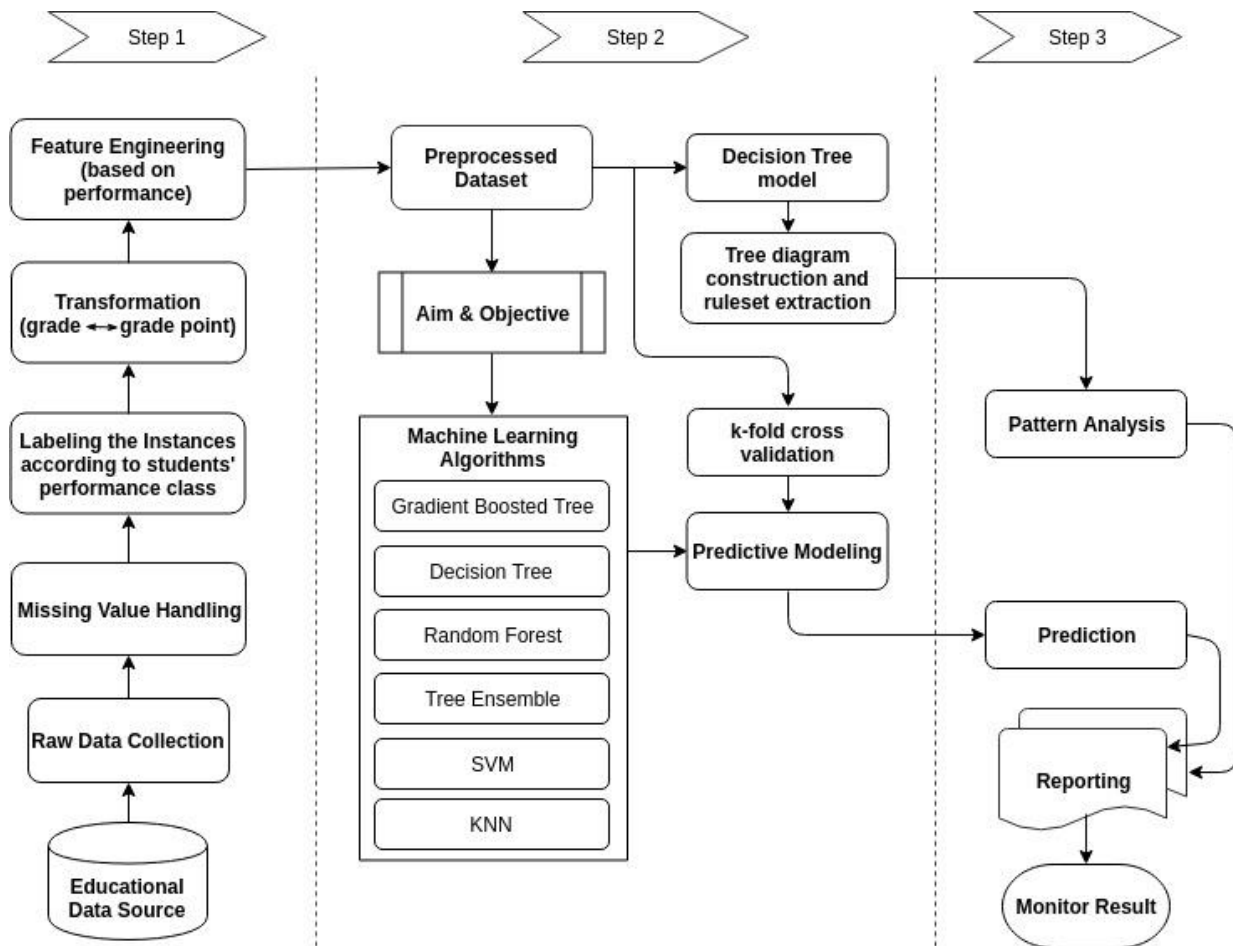 Step 1
Step 2
Step 3
Feature Engineering
(based on
performance)
Transformation
(grade ↔ grade point)
Labeling the Instances
according to students'
performance class
Missing Value Handling
Raw Data Collection
Educational
Data Source
Preprocessed
Dataset
Aim & Objective
Machine Learning
Algorithms
Gradient Boosted Tree
Decision Tree
Random Forest
Tree Ensemble
SVM
KNN
Decision Tree
model
Tree diagram
construction and
ruleset extraction
k-fold cross
validation
Predictive Modeling
Pattern Analysis
Prediction
Reporting
Monitor Result